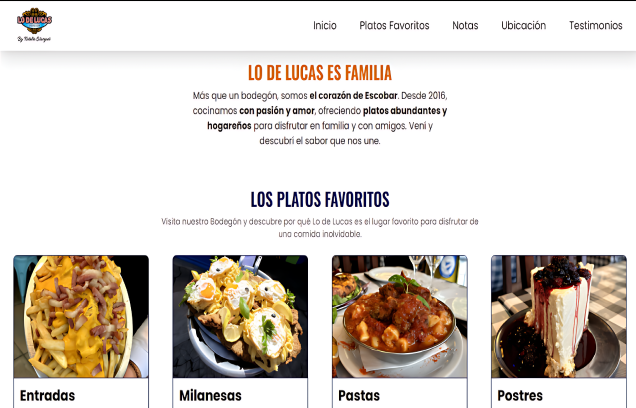 LO DE LUCAS
Inicio
Platos Favoritos
Notas
Ubicación
Testimonios
LO DE LUCAS ES FAMILIA
Más que un bodegón, somos el corazón de Escobar. Desde 2016,
cocinamos con pasión y amor, ofreciendo platos abundantes y
hogareños para disfrutar en familia y con amigos. Vení y
descubrí el sabor que nos une.
LOS PLATOS FAVORITOS
Visita nuestro Bodegón y descubre por qué Lo de Lucas es el lugar favorito para disfrutar de
una comida inolvidable.
Entradas
Milanesas
Pastas
Postres